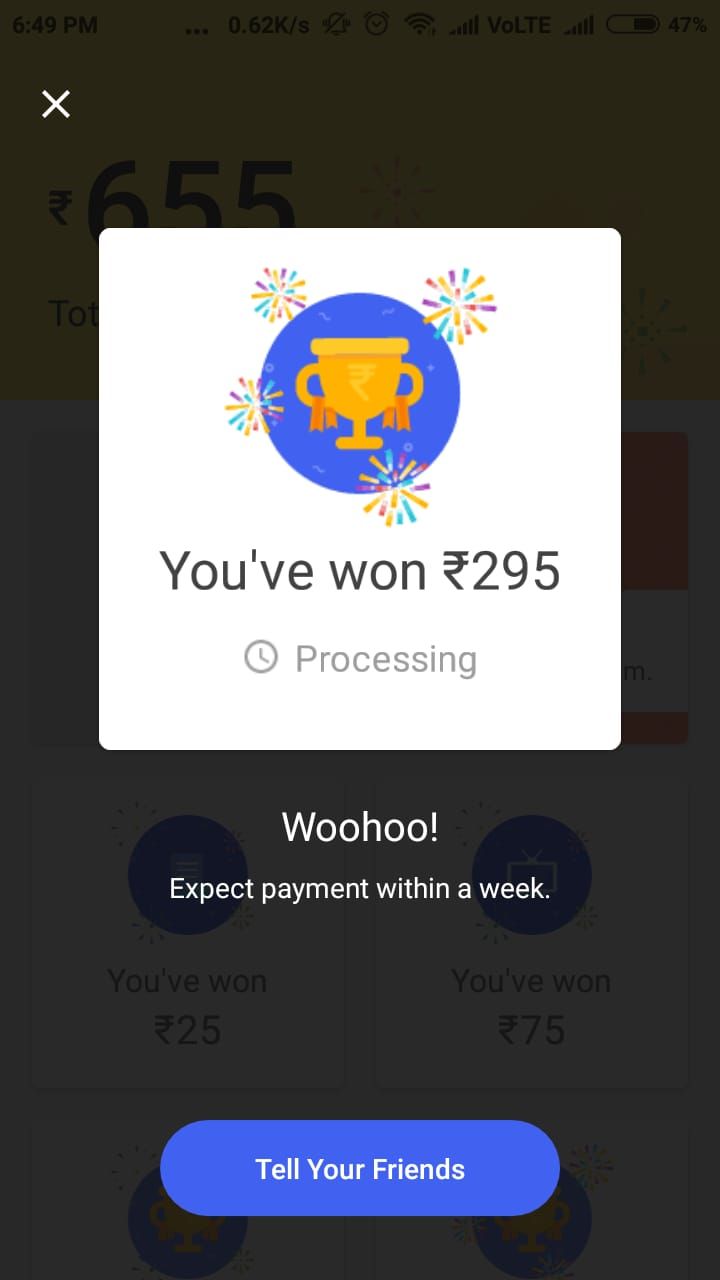 6:49 PM ... 0.62K/s VoLTE 47%
₹655
Tot
₹
You've won ₹295
Processing
m.
Woohoo!
Expect payment within a week.
You've won You've won
₹25 ₹75
Tell Your Friends